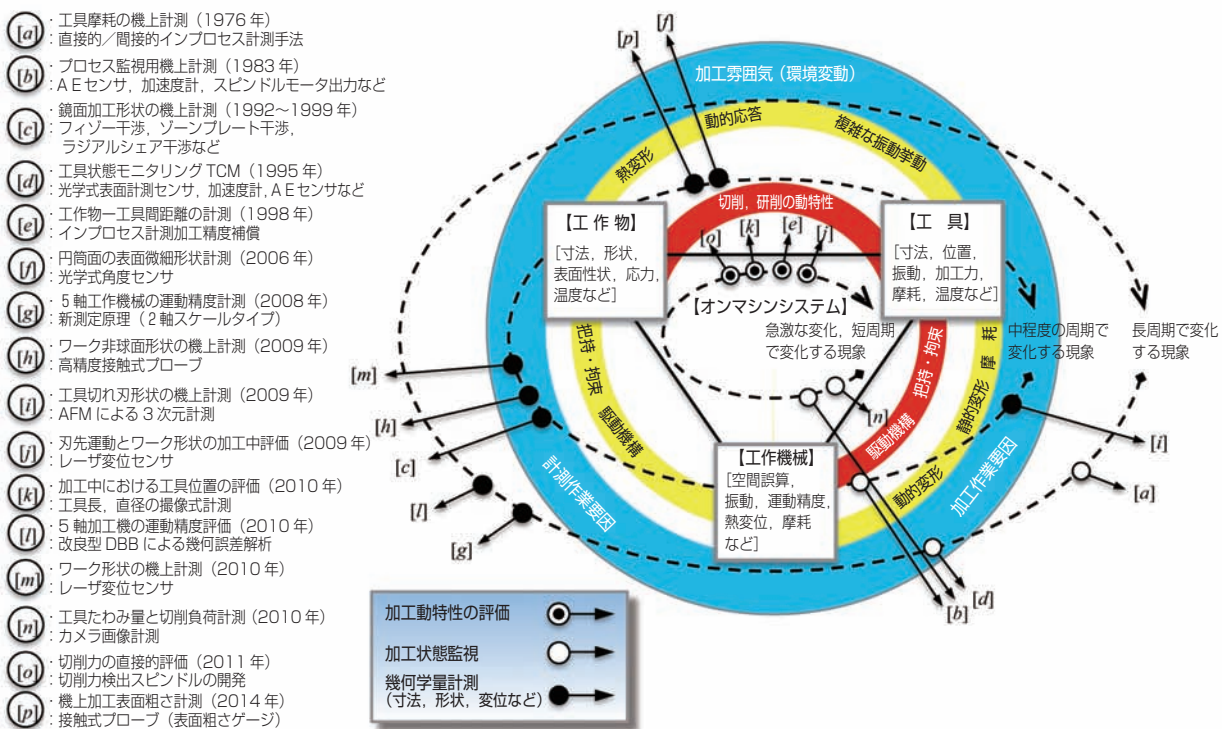 [a]
・工具摩耗の機上計測（1976 年）
：直接的／間接的インプロセス計測手法
[b]
・プロセス監視用機上計測（1983 年）
：ＡＥセンサ，加速度計，スピンドルモータ出力など
[c]
・鏡面加工形状の機上計測（1992～1999 年）
：フィゾー干渉，ゾーンプレート干渉，
ラジアルシェア干渉など
[d]
・工具状態モニタリング TCM（1995 年）
：光学式表面計測センサ，加速度計，ＡＥセンサなど
[e]
・工作物―工具間距離の計測（1998 年）
：インプロセス計測加工精度補償
[f]
・円筒面の表面微細形状計測（2006 年）
：光学式角度センサ
[g]
・５軸工作機械の運動精度計測（2008 年）
：新測定原理（２軸スケールタイプ）
[h]
・ワーク非球面形状の機上計測（2009 年）
：高精度接触式プローブ
[i]
・工具切れ刃形状の機上計測（2009 年）
：AFM による３次元計測
[j]
・刃先運動とワーク形状の加工中評価（2009 年）
：レーザ変位センサ
[k]
・加工中における工具位置の評価（2010 年）
：工具長，直径の撮像式計測
[l]
・５軸加工機の運動精度評価（2010 年）
：改良型 DBB による幾何誤差解析
[m]
・ワーク形状の機上計測（2010 年）
：レーザ変位センサ
[n]
・工具たわみ量と切削負荷計測（2010 年）
：カメラ画像計測
[o]
・切削力の直接的評価（2011 年）
：切削力検出スピンドルの開発
[p]
・機上加工表面粗さ計測（2014 年）
：接触式プローブ（表面粗さゲージ）
[p]
[f]
加工雰囲気（環境変動）
動的応答
熱変形
複雑な振動挙動
切削，研削の動特性
【工 作 物】
[寸法，形状，
表面性状，応力，
温度など]
【工　具】
[寸法，位置，
振動，加工力，
摩耗，温度など]
[o]
[k]
[e]
[j]
【オンマシンシステム】
急激な変化，短周期
で変化する現象
中程度の周期で
変化する現象
長周期で変化
する現象
把持・拘束
駆動機構
把持・拘束
駆動機構
摩耗
静的変形
動的変形
計測作業要因
加工作業要因
[m]
[h]
[c]
[l]
[g]
[n]
[i]
[a]
[d]
[b]
【工作機械】
[空間誤算，
振動，運動精度，
熱変位，摩耗
など]
加工動特性の評価
加工状態監視
幾何学量計測
（寸法，形状，変位など）